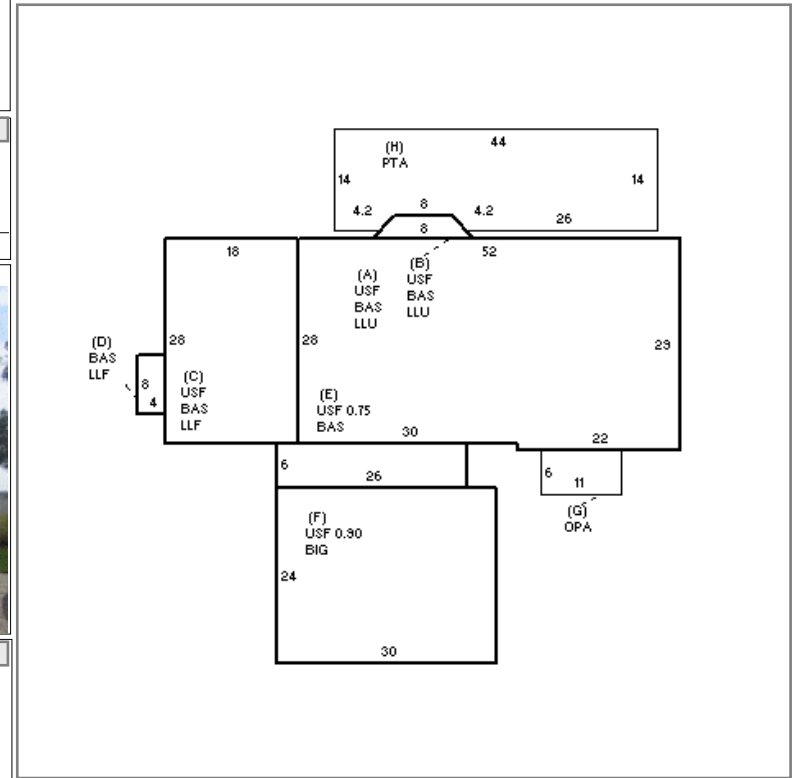 44
(H)
PTA
14
14
4.2
8
4.2
26
8
18
52
(A)
USF
BAS
LLU
(B)
USF
BAS
LLU
28
28
29
(D)
BAS
LLF
8
4
(C)
USF
BAS
LLF
(E)
USF 0.75
BAS
30
22
6
26
6
11
(G)
OPA
(F)
USF 0.90
BIG
24
30